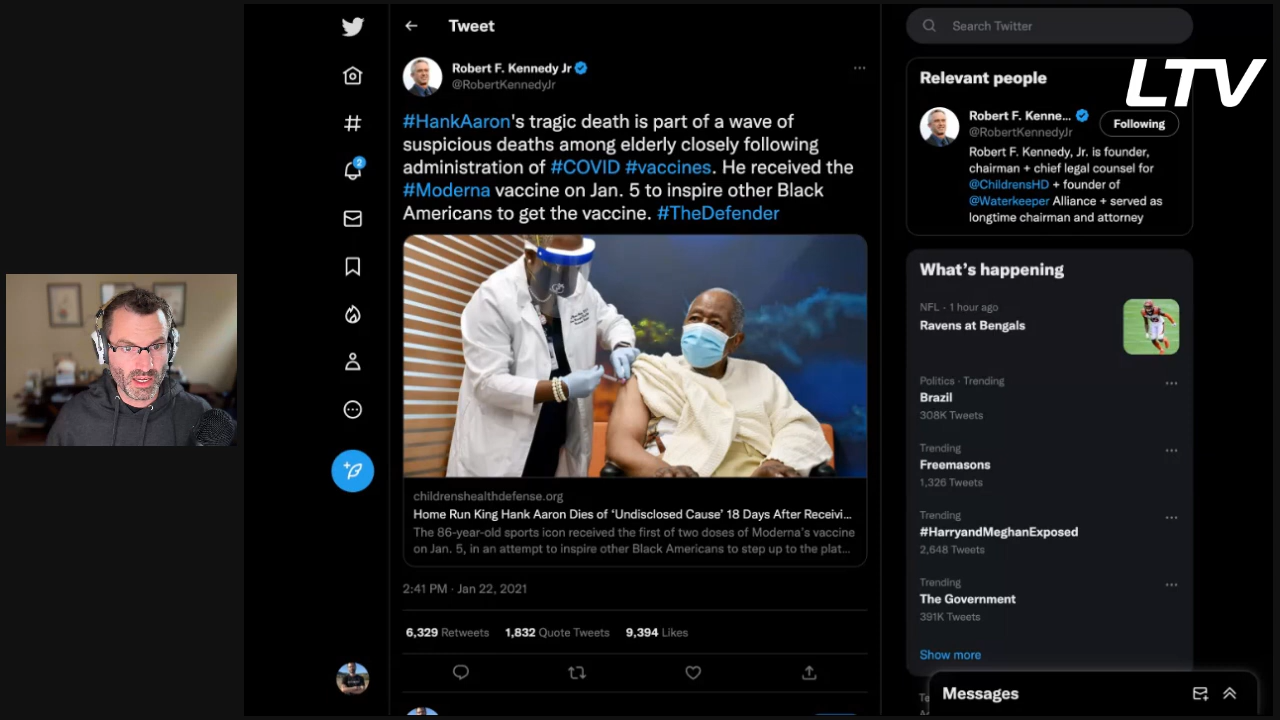 Tweet
Robert F. Kennedy Jr
@RobertKennedyJr
#HankAaron's tragic death is part of a wave of
suspicious deaths among elderly closely following
administration of #COVID #vaccines. He received the
#Moderna vaccine on Jan. 5 to inspire other Black
Americans to get the vaccine. #TheDefender
childrenshealthdefense.org
Home Run King Hank Aaron Dies of ‘Undisclosed Cause’ 18 Days After Receivi...
The 86-year-old sports icon received the first of two doses of Moderna's vaccine
on Jan. 5, in an attempt to inspire other Black Americans to step up to the plat...
2:41 PM · Jan 22, 2021
6,329 Retweets 1,832 Quote Tweets 9,394 Likes
2
Search Twitter
LTV
Relevant people
Robert F. Kenne...
@RobertKennedyJr
Following
Robert F. Kennedy, Jr. is founder,
chairman + chief legal counsel for
@ChildrensHD + founder of
@Waterkeeper Alliance + served as
longtime chairman and attorney
What's happening
NFL · 1 hour ago
Ravens at Bengals
Politics · Trending
Brazil
308K Tweets
Trending
Freemasons
1,326 Tweets
Trending
#HarryandMeghanExposed
2,648 Tweets
Trending
The Government
391K Tweets
Show more
Messages